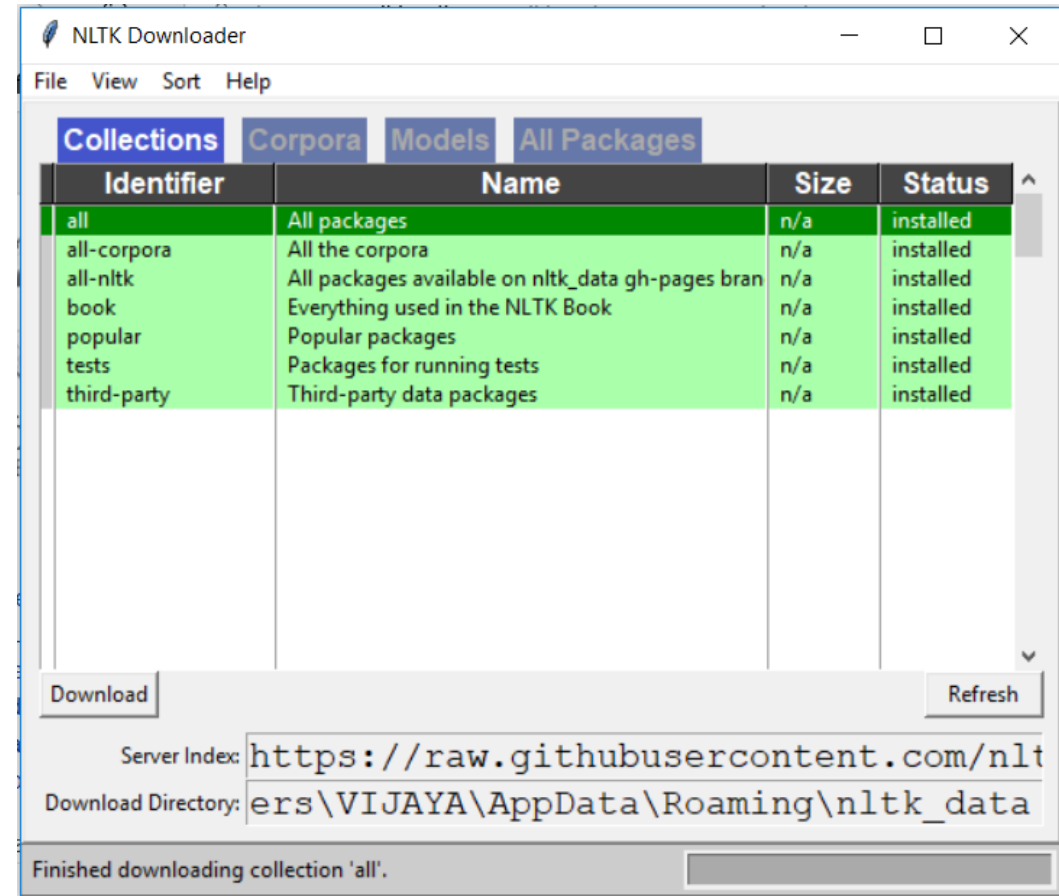 NLTK Downloader
File View Sort Help
Collections Corpora Models All Packages
Identifier Name Size Status
all All packages n/a installed
all-corpora All the corpora n/a installed
all-nltk All packages available on nltk_data gh-pages bran n/a installed
book Everything used in the NLTK Book n/a installed
popular Popular packages n/a installed
tests Packages for running tests n/a installed
third-party Third-party data packages n/a installed
Download Refresh
Server Index: https://raw.githubusercontent.com/nlt
Download Directory: ers\VIJAYA\AppData\Roaming\nltk_data
Finished downloading collection 'all'.